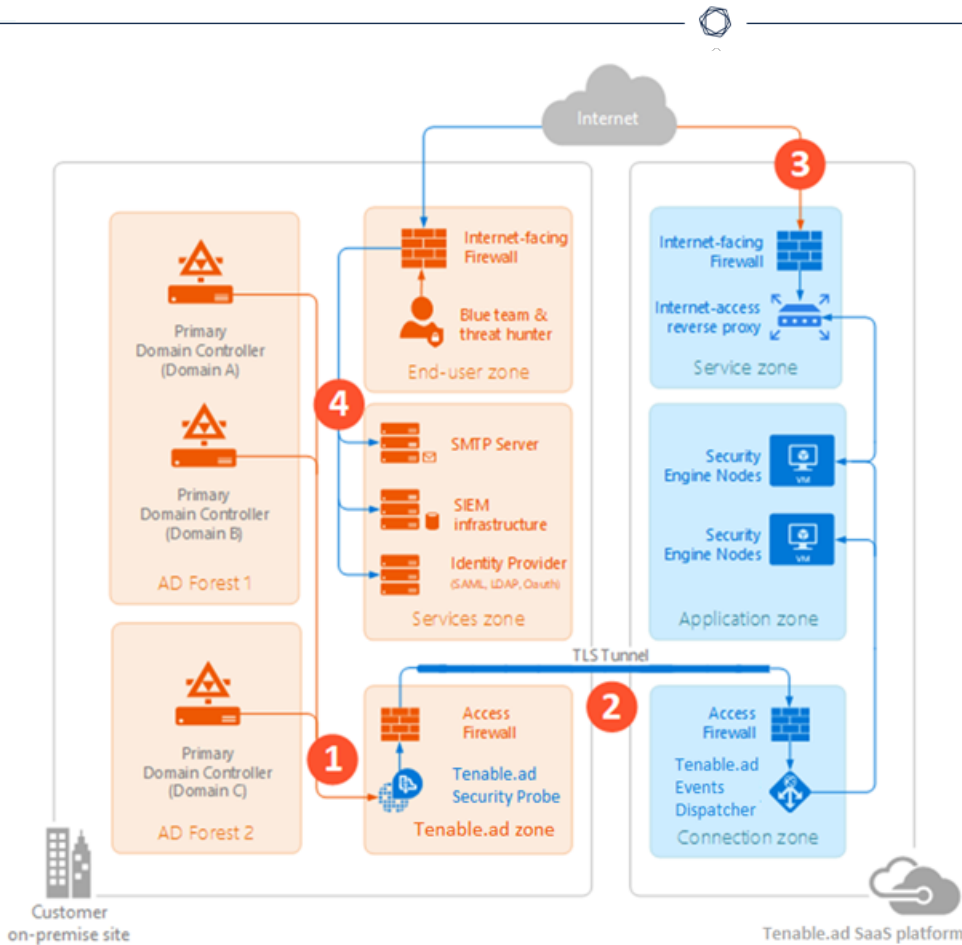 Internet
3
Internet-facing
Firewall
Blue team &
threat hunter
End-user zone
Internet-facing
Firewall
Internet-access
reverse proxy
Service zone
Primary
Domain Controller
(Domain A)
Primary
Domain Controller
(Domain B)
AD Forest 1
4
SMTP Server
SIEM
infrastructure
Identity Provider
(SAML, LDAP, Oauth)
Services zone
Security
Engine Nodes
VM
Security
Engine Nodes
VM
Application zone
TLS Tunnel
2
Primary
Domain Controller
(Domain C)
AD Forest 2
1
Access
Firewall
Tenable.ad
Security Probe
Tenable.ad zone
Access
Firewall
Tenable.ad
Events
Dispatcher
Connection zone
Customer
on-premise site
Tenable.ad SaaS platform